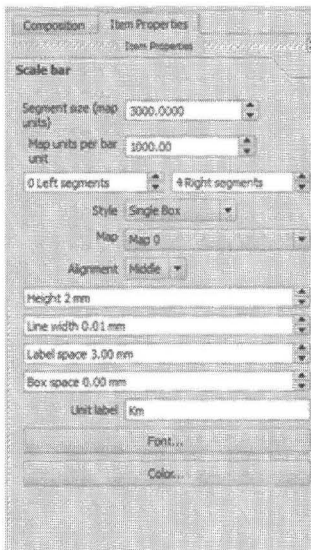 Composition Item Properties
Item Properties
Scale bar
Segment size (map
units) 3000.0000
Map units per bar
unit 1000.00
0 Left segments 4 Right segments
Style Single Box
Map Map 0
Alignment Middle
Height 2 mm
Line width 0.01 mm
Label space 3.00 mm
Box space 0.00 mm
Unit label Km
Font...
Color...